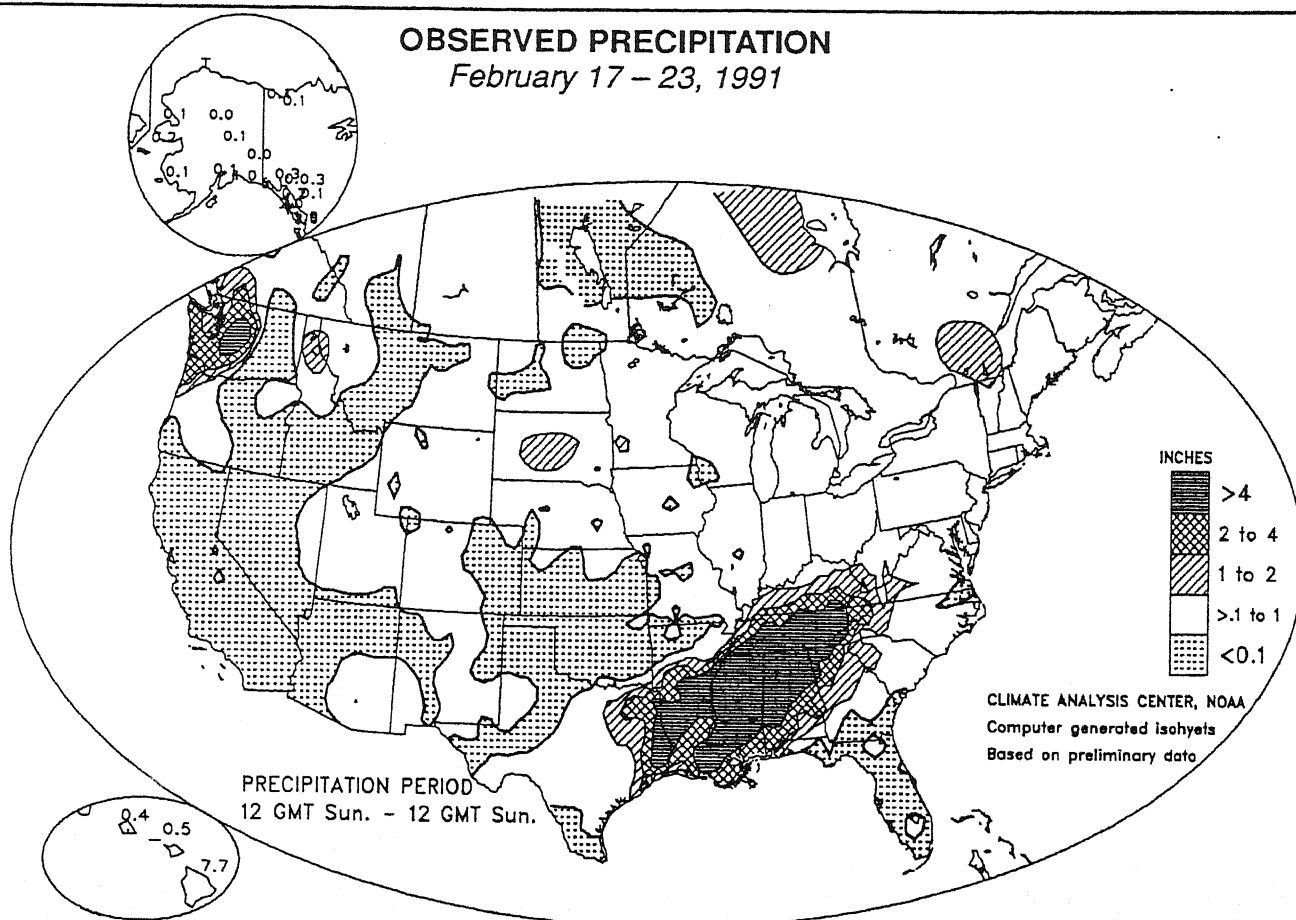 OBSERVED PRECIPITATION
February 17 – 23, 1991
T
0.1
0.1
0.0
0.1
0.0
0.1
0.1
0.3
0.1
INCHES
>4
2 to 4
1 to 2
>.1 to 1
<0.1
CLIMATE ANALYSIS CENTER, NOAA
Computer generated isohyets
Based on preliminary data
PRECIPITATION PERIOD
12 GMT Sun. – 12 GMT Sun.
0.4
0.5
7.7